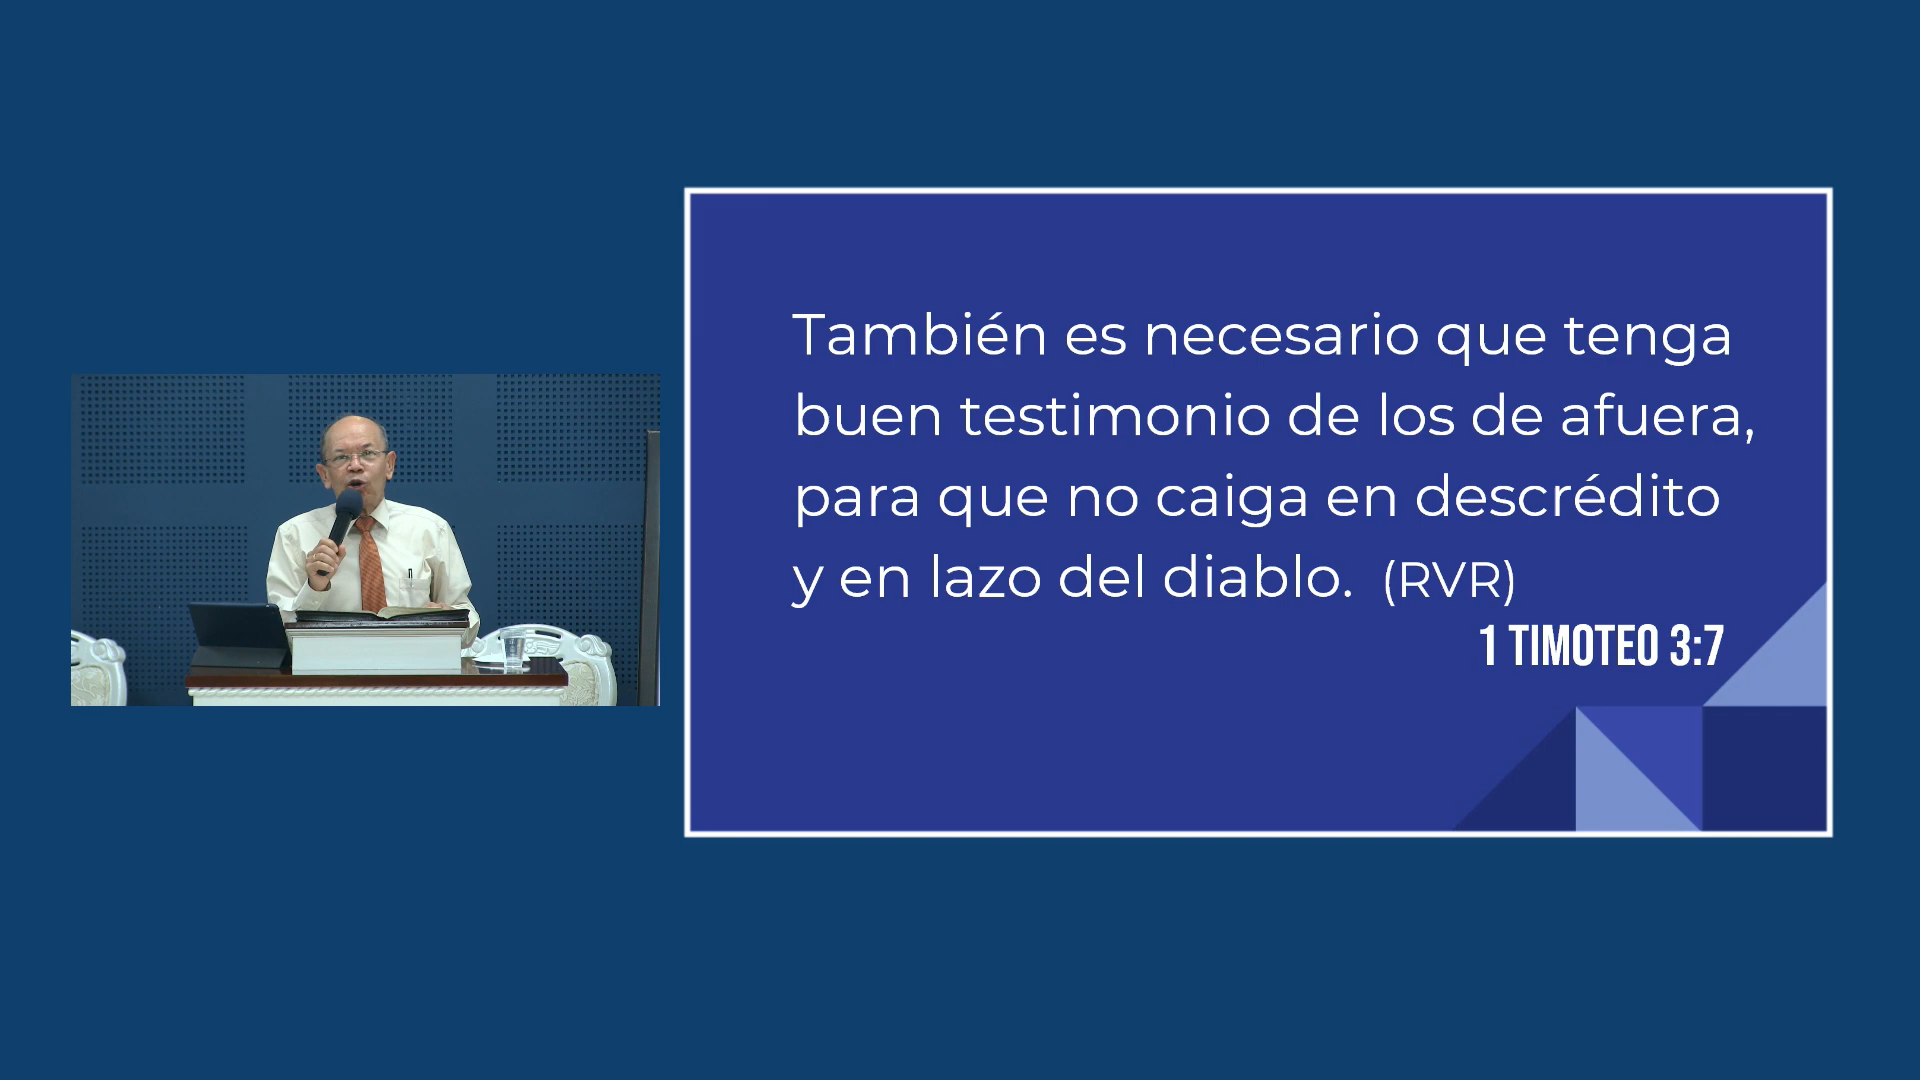 También es necesario que tenga
buen testimonio de los de afuera,
para que no caiga en descrédito
y en lazo del diablo. (RVR)
1 TIMOTEO 3:7